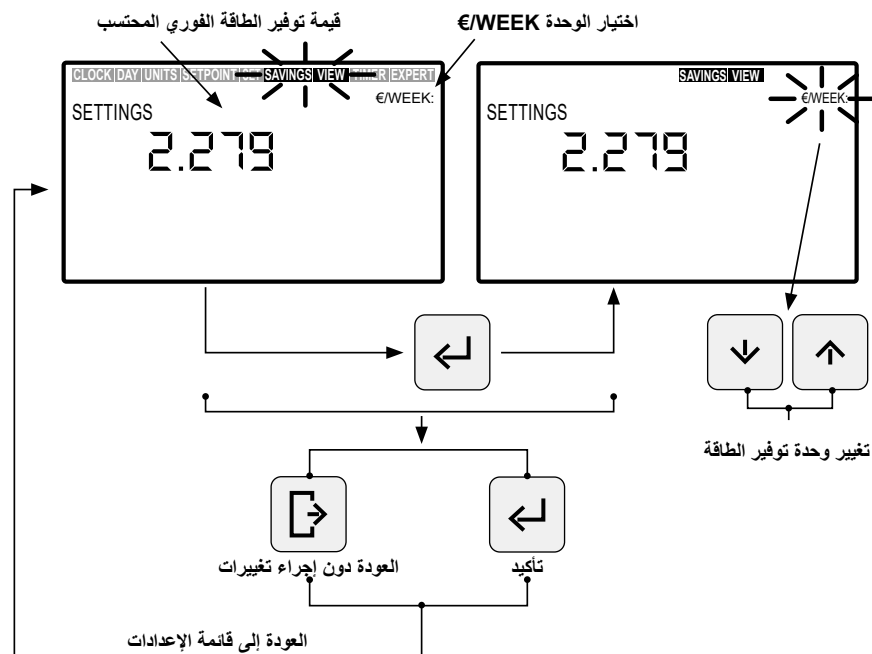 قيمة توفير الطاقة الفوري المحتسب
اختيار الوحدة €/WEEK
CLOCK DAY UNITS SETPOINT SAVINGS VIEW EXPERT
€/WEEK:
SETTINGS
2.279
SAVINGS VIEW
€/WEEK:
SETTINGS
2.279
تغيير وحدة توفير الطاقة
العودة دون إجراء تغييرات
تأكيد
العودة إلى قائمة الإعدادات